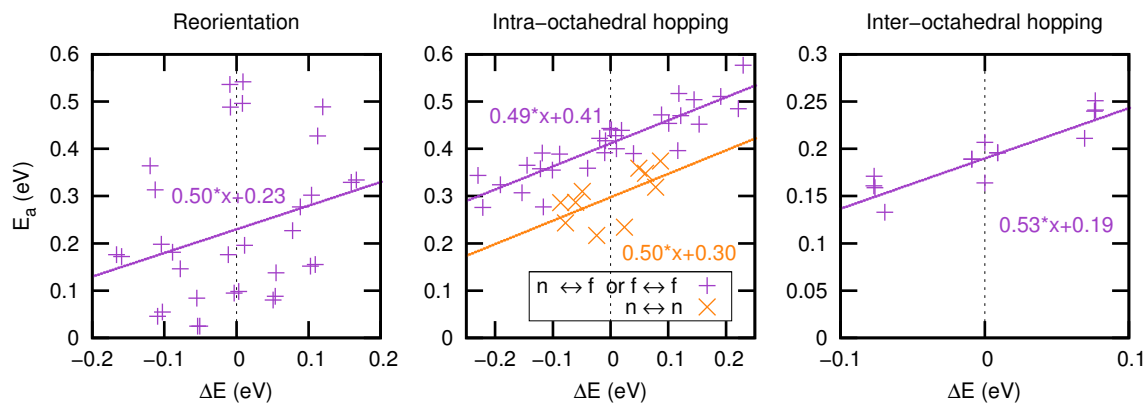 Reorientation
Intra−octahedral hopping
Inter−octahedral hopping
E_a (eV)
0.6
0.5
0.4
0.3
0.2
0.1
0
0.50*x+0.23
−0.2
−0.1
0
0.1
0.2
ΔE (eV)
0.6
0.5
0.4
0.3
0.2
0.1
0
0.49*x+0.41
0.50*x+0.30
n ↔ f or f ↔ f
n ↔ n
−0.2
−0.1
0
0.1
0.2
ΔE (eV)
0.3
0.25
0.2
0.15
0.1
0.05
0
0.53*x+0.19
−0.1
0
0.1
ΔE (eV)